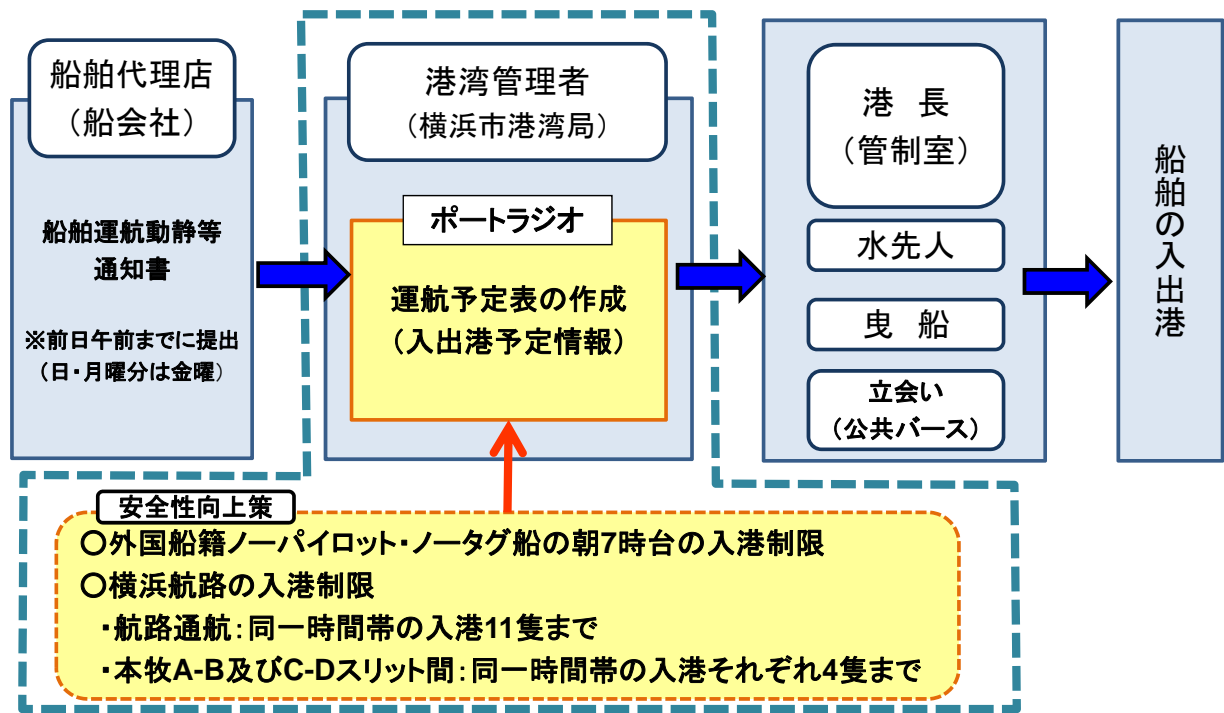 船舶代理店
（船会社）
船舶運航動静等
通知書
※前日午前までに提出
（日・月曜分は金曜）
港湾管理者
（横浜市港湾局）
ポートラジオ
運航予定表の作成
（入出港予定情報）
港　長
（管制室）
水先人
曳　船
立会い
（公共バース）
船舶の入出港
安全性向上策
〇外国船籍ノーパイロット・ノータグ船の朝7時台の入港制限
〇横浜航路の入港制限
・航路通航：同一時間帯の入港11隻まで
・本牧A-B及びC-Dスリット間：同一時間帯の入港それぞれ4隻まで